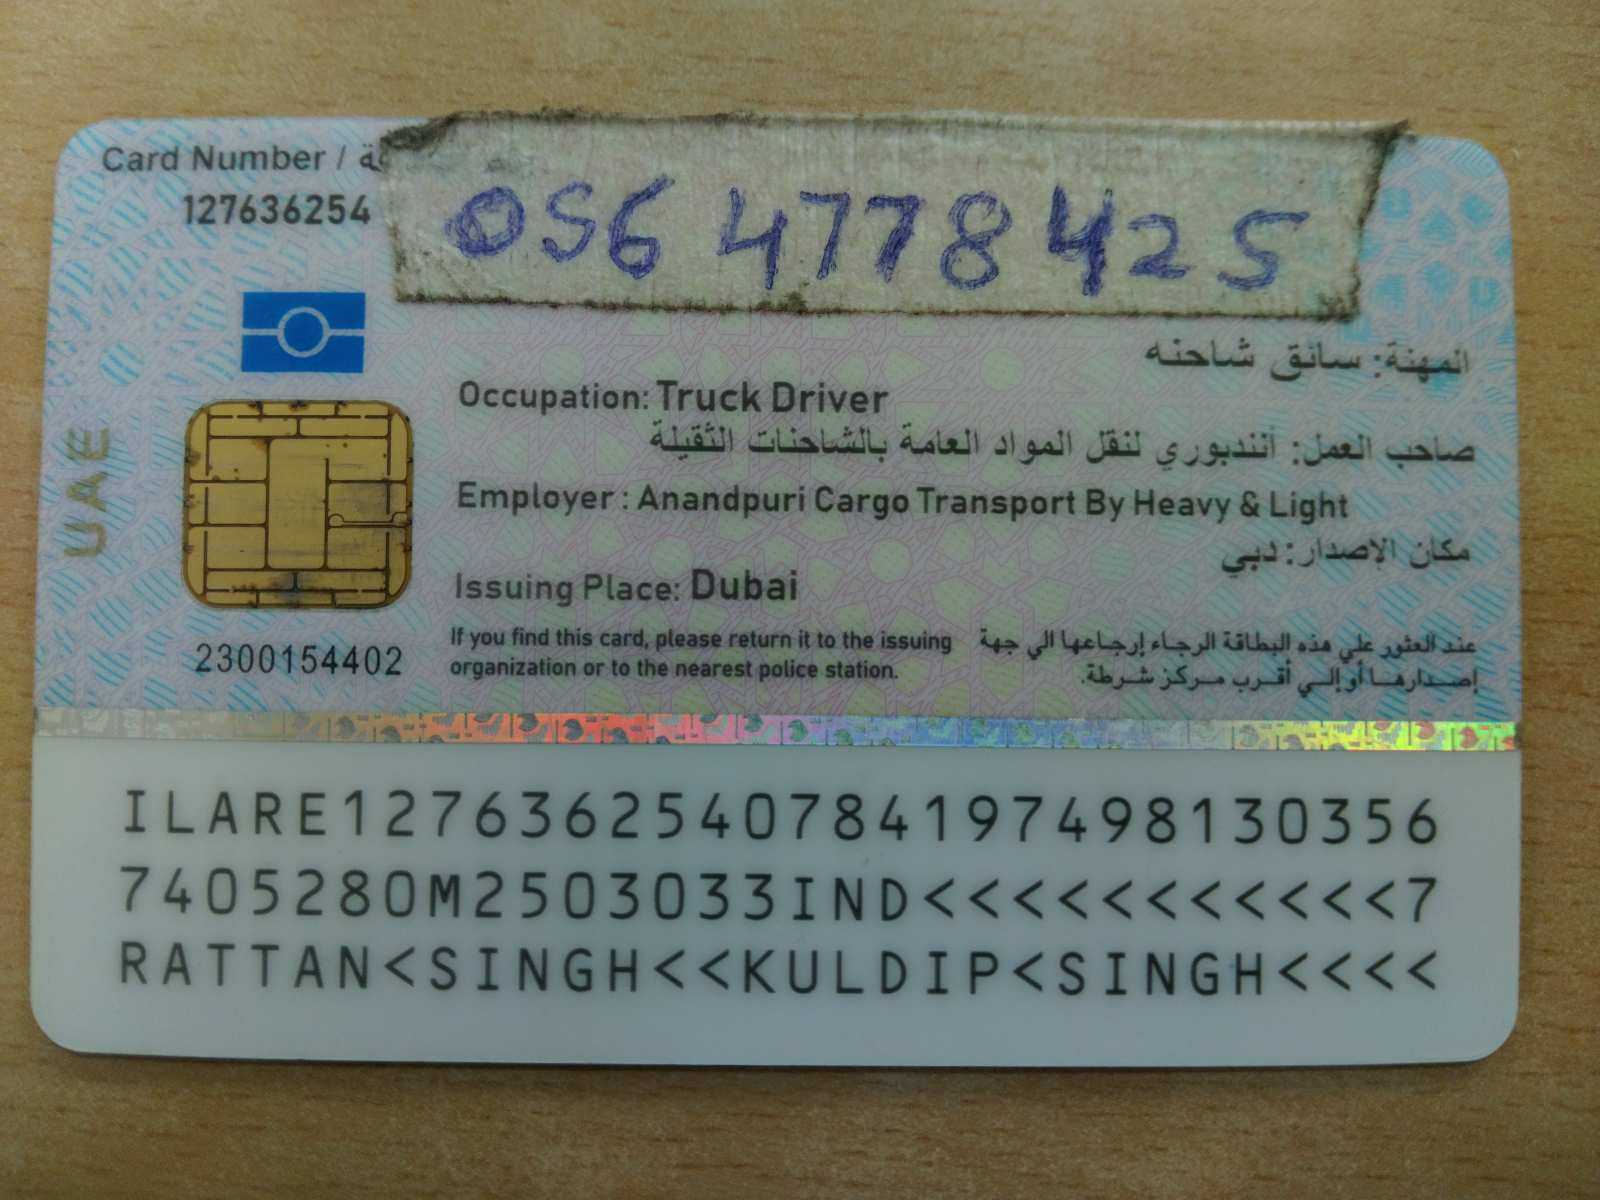 Card Number /
127636254
056 4778425
المهنة: سائق شاحنه
Occupation: Truck Driver
صاحب العمل: أنندبوري لنقل المواد العامة بالشاحنات الثقيلة
Employer : Anandpuri Cargo Transport By Heavy & Light
مكان الإصدار: دبي
Issuing Place: Dubai
UAE
2300154402
If you find this card, please return it to the issuing
organization or to the nearest police station.
عند العثور علي هذه البطاقة الرجاء إرجاعها الي جهة
إصدارها أو إلي أقرب مركز شرطة.
ILARE1276362540784197498130356
7405280M2503033IND<<<<<<<<<<<7
RATTAN<SINGH<<KULDIP<SINGH<<<<